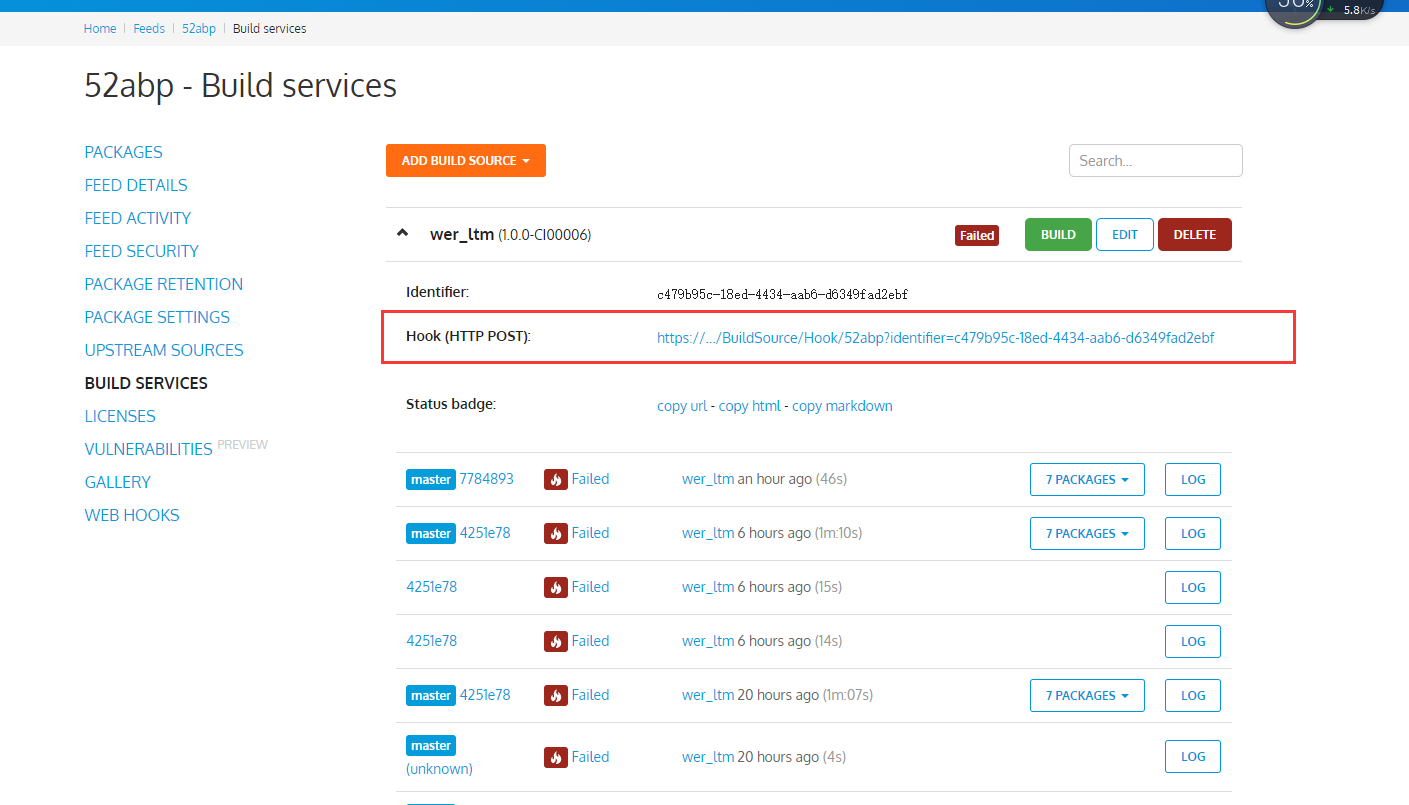 5.8K/s
Home | Feeds | 52abp | Build services
52abp - Build services
PACKAGES
FEED DETAILS
FEED ACTIVITY
FEED SECURITY
PACKAGE RETENTION
PACKAGE SETTINGS
UPSTREAM SOURCES
BUILD SERVICES
LICENSES
VULNERABILITIES PREVIEW
GALLERY
WEB HOOKS
ADD BUILD SOURCE
Search...
wer_ltm (1.0.0-CI00006) Failed BUILD EDIT DELETE
Identifier: c479b95c-18ed-4434-aab6-d6349fad2ebf
Hook (HTTP POST): https://.../BuildSource/Hook/52abp?identifier=c479b95c-18ed-4434-aab6-d6349fad2ebf
Status badge: copy url - copy html - copy markdown
master 7784893 Failed wer_ltm an hour ago (46s) 7 PACKAGES LOG
master 4251e78 Failed wer_ltm 6 hours ago (1m:10s) 7 PACKAGES LOG
4251e78 Failed wer_ltm 6 hours ago (15s) LOG
4251e78 Failed wer_ltm 6 hours ago (14s) LOG
master 4251e78 Failed wer_ltm 20 hours ago (1m:07s) 7 PACKAGES LOG
master
(unknown) Failed wer_ltm 20 hours ago (4s) LOG